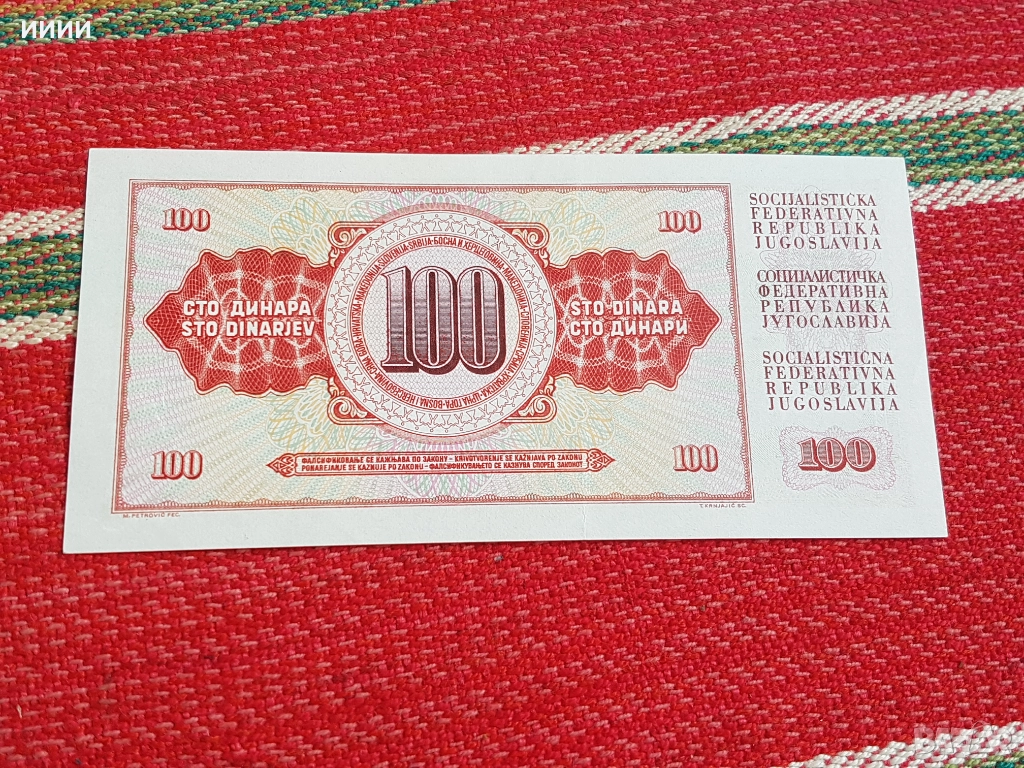 ииии
100
100
СТО ДИНАРА
STO DINARJEV
100
STO DINARA
СТО ДИНАРИ
100
100
ФАЛСИФИКОВАЊЕ СЕ КАЖЊАВА ПО ЗАКОНУ - KRIVOTVORENJE SE KAŽNJAVA PO ZAKONU
PONAREJANJE SE KAZNUJE PO ZAKONU - ФАЛСИФИКУВАЊЕТО СЕ КАЗНУВА СПОРЕД ЗАКОНОТ
M. PETROVIĆ FEC.
T. KRNJAJIĆ SC.
SOCIJALISTIČKA
FEDERATIVNA
REPUBLIKA
JUGOSLAVIJA
СОЦИЈАЛИСТИЧКА
ФЕДЕРАТИВНА
РЕПУБЛИКА
ЈУГОСЛАВИЈА
SOCIALISTIČNA
FEDERATIVNA
REPUBLIKA
JUGOSLAVIJA
100